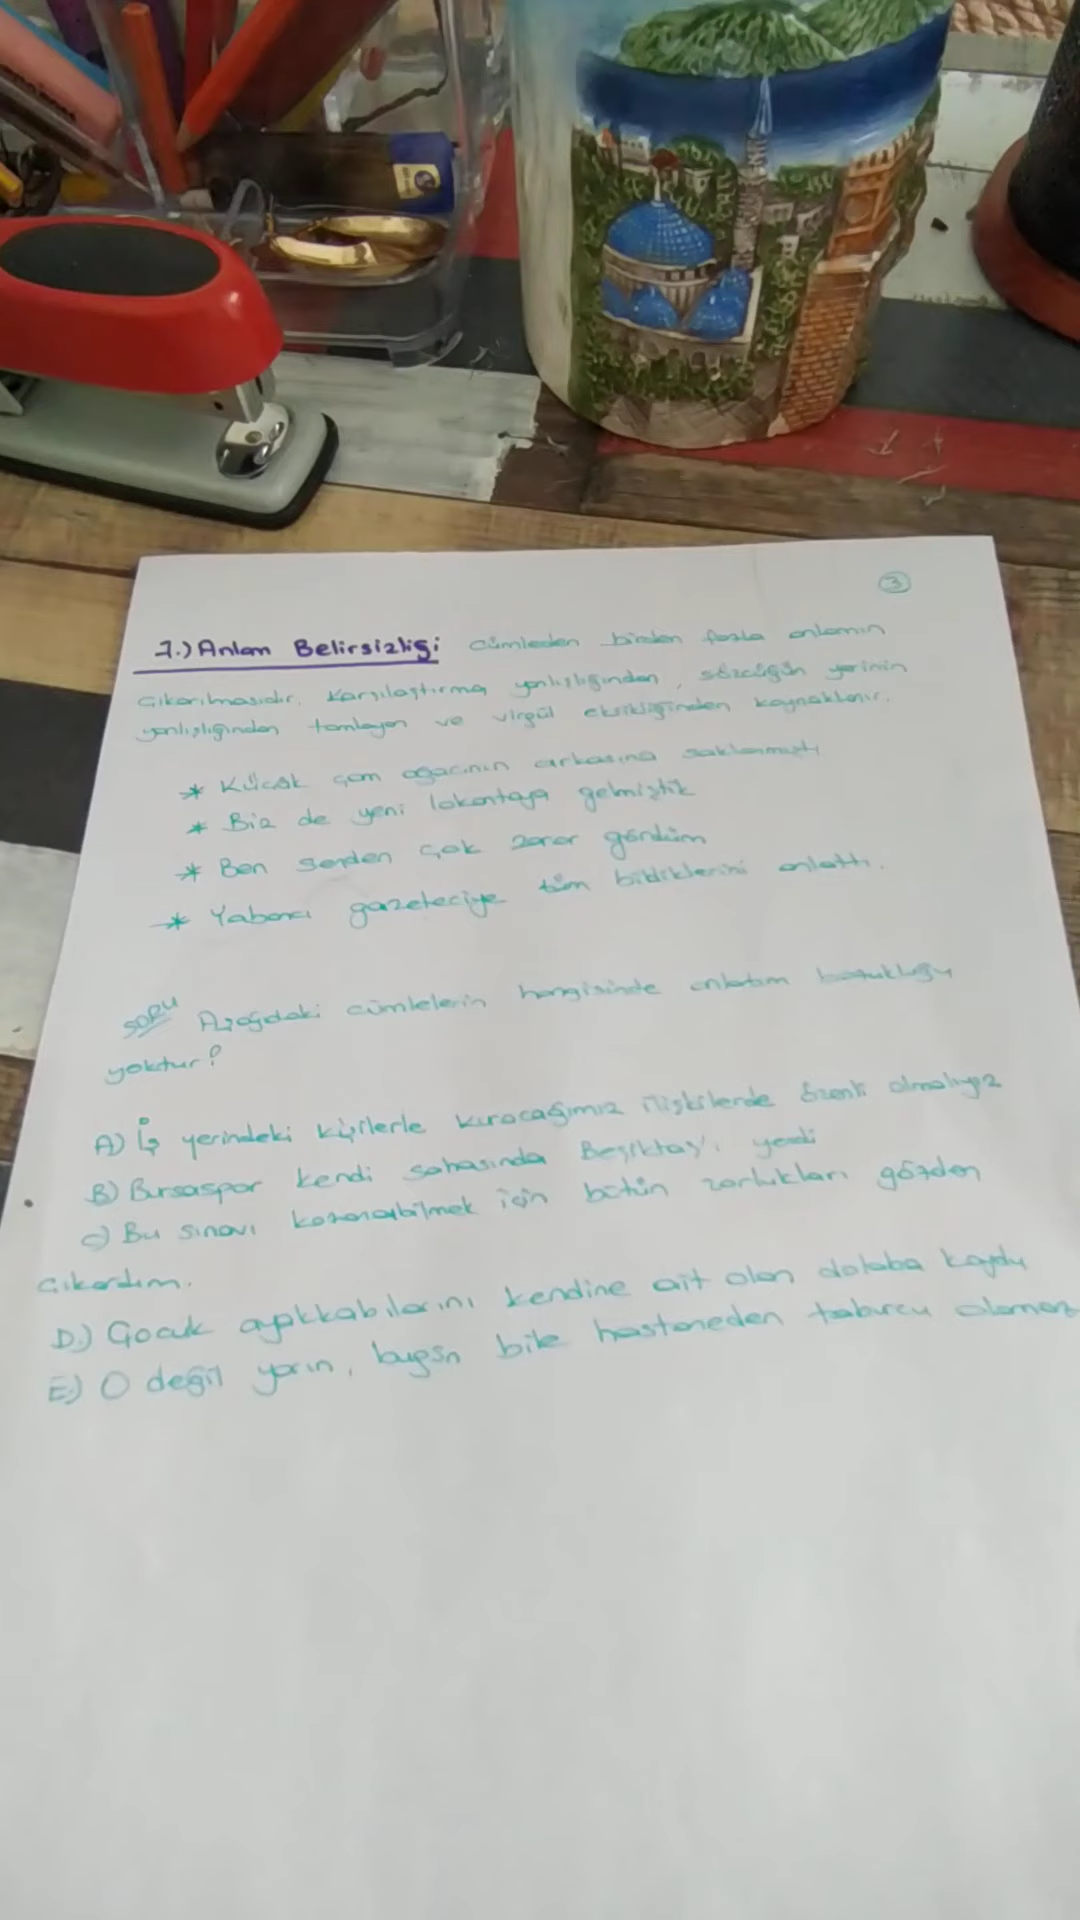 3
7.) Anlam Belirsizliği cümleden birden fazla anlamın
çıkarılmasıdır. Karşılaştırma yanlışlığından, sözcüğün yerinin
yanlışlığından tamlayan ve virgül eksikliğinden kaynaklanır.
* Küçük çam ağacının arkasına saklanmıştı
* Biz de yeni lokantaya gelmiştik
* Ben senden çok zarar gördüm
* Yabancı gazeteciye tüm bildiklerini anlattı.
SORU Aşağıdaki cümlelerin hangisinde anlatım bozukluğu
yoktur?
A) İş yerindeki kişilerle kuracağımız ilişkilerde özenli olmalıyız
B) Bursaspor kendi sahasında Beşiktaş'ı yendi
C) Bu sınavı kazanabilmek için bütün zorlukları gözden
çıkardım.
D.) Çocuk ayakkabılarını kendine ait olan dolaba koydu
E) O değil yarın, bugün bile hastaneden taburcu olamaz